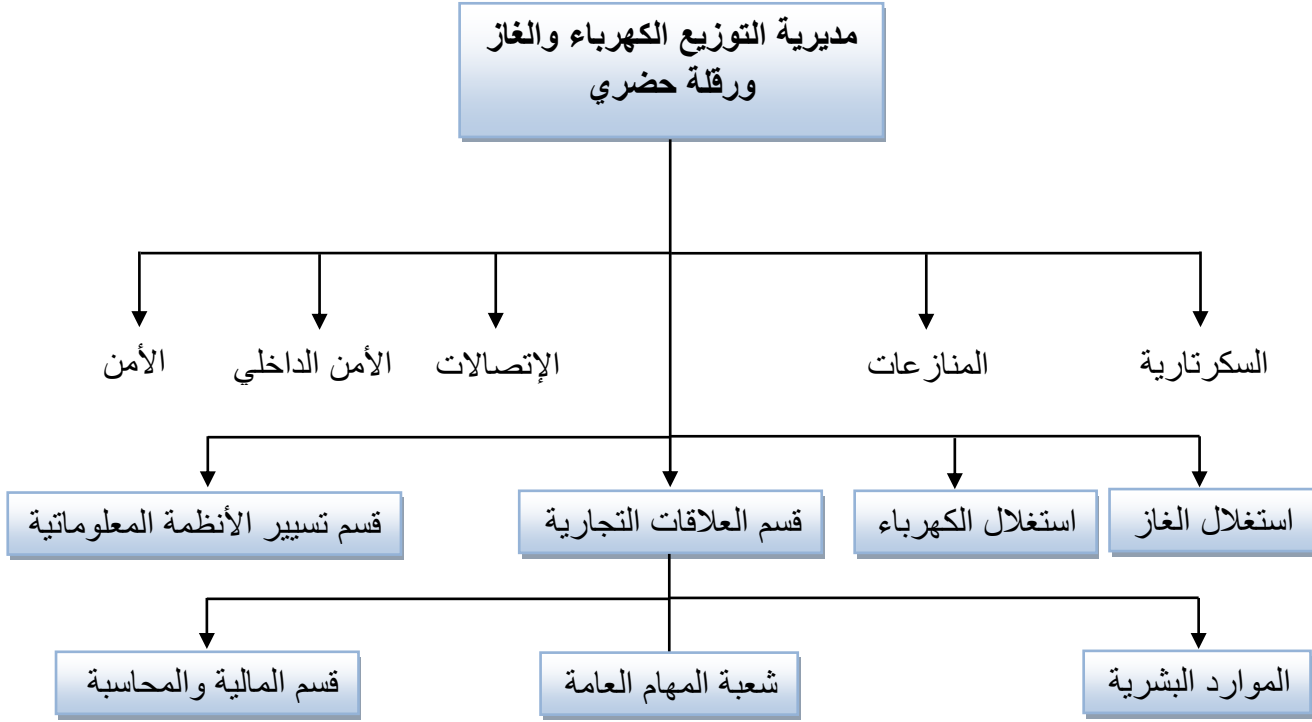 مديرية التوزيع الكهرباء والغاز
ورقلة حضري
السكرتارية
المنازعات
الإتصالات
الأمن الداخلي
الأمن
استغلال الغاز
استغلال الكهرباء
قسم العلاقات التجارية
قسم تسيير الأنظمة المعلوماتية
الموارد البشرية
شعبة المهام العامة
قسم المالية والمحاسبة